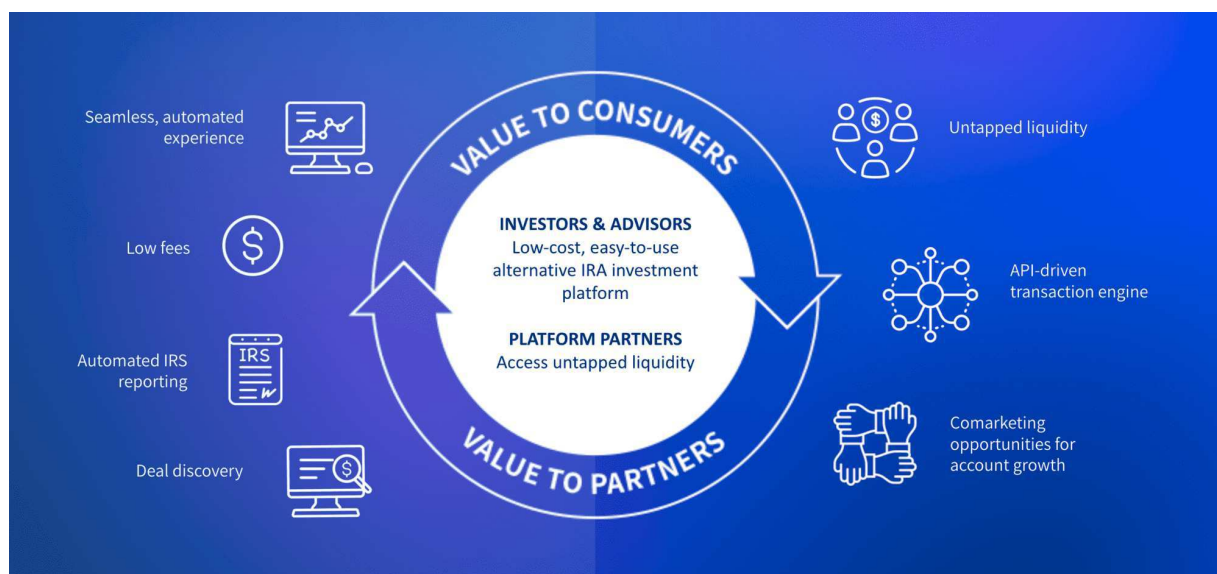 Seamless, automated
experience
Low fees
IRS
Automated IRS
reporting
Deal discovery
VALUE TO CONSUMERS
INVESTORS & ADVISORS
Low-cost, easy-to-use
alternative IRA investment
platform
PLATFORM PARTNERS
Access untapped liquidity
VALUE TO PARTNERS
Untapped liquidity
API-driven
transaction engine
Comarketing
opportunities for
account growth